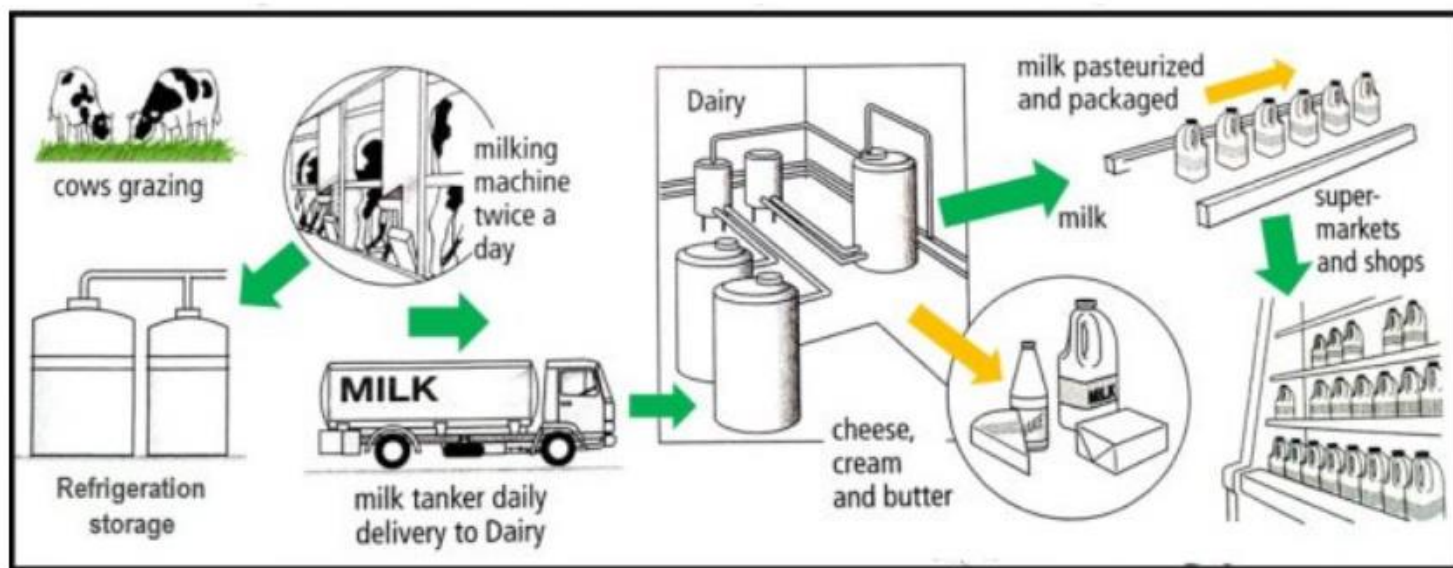 cows grazing
milking
machine
twice a
day
Refrigeration
storage
MILK
milk tanker daily
delivery to Dairy
Dairy
milk
milk pasteurized
and packaged
super-
markets
and shops
cheese,
cream
and butter
MILK